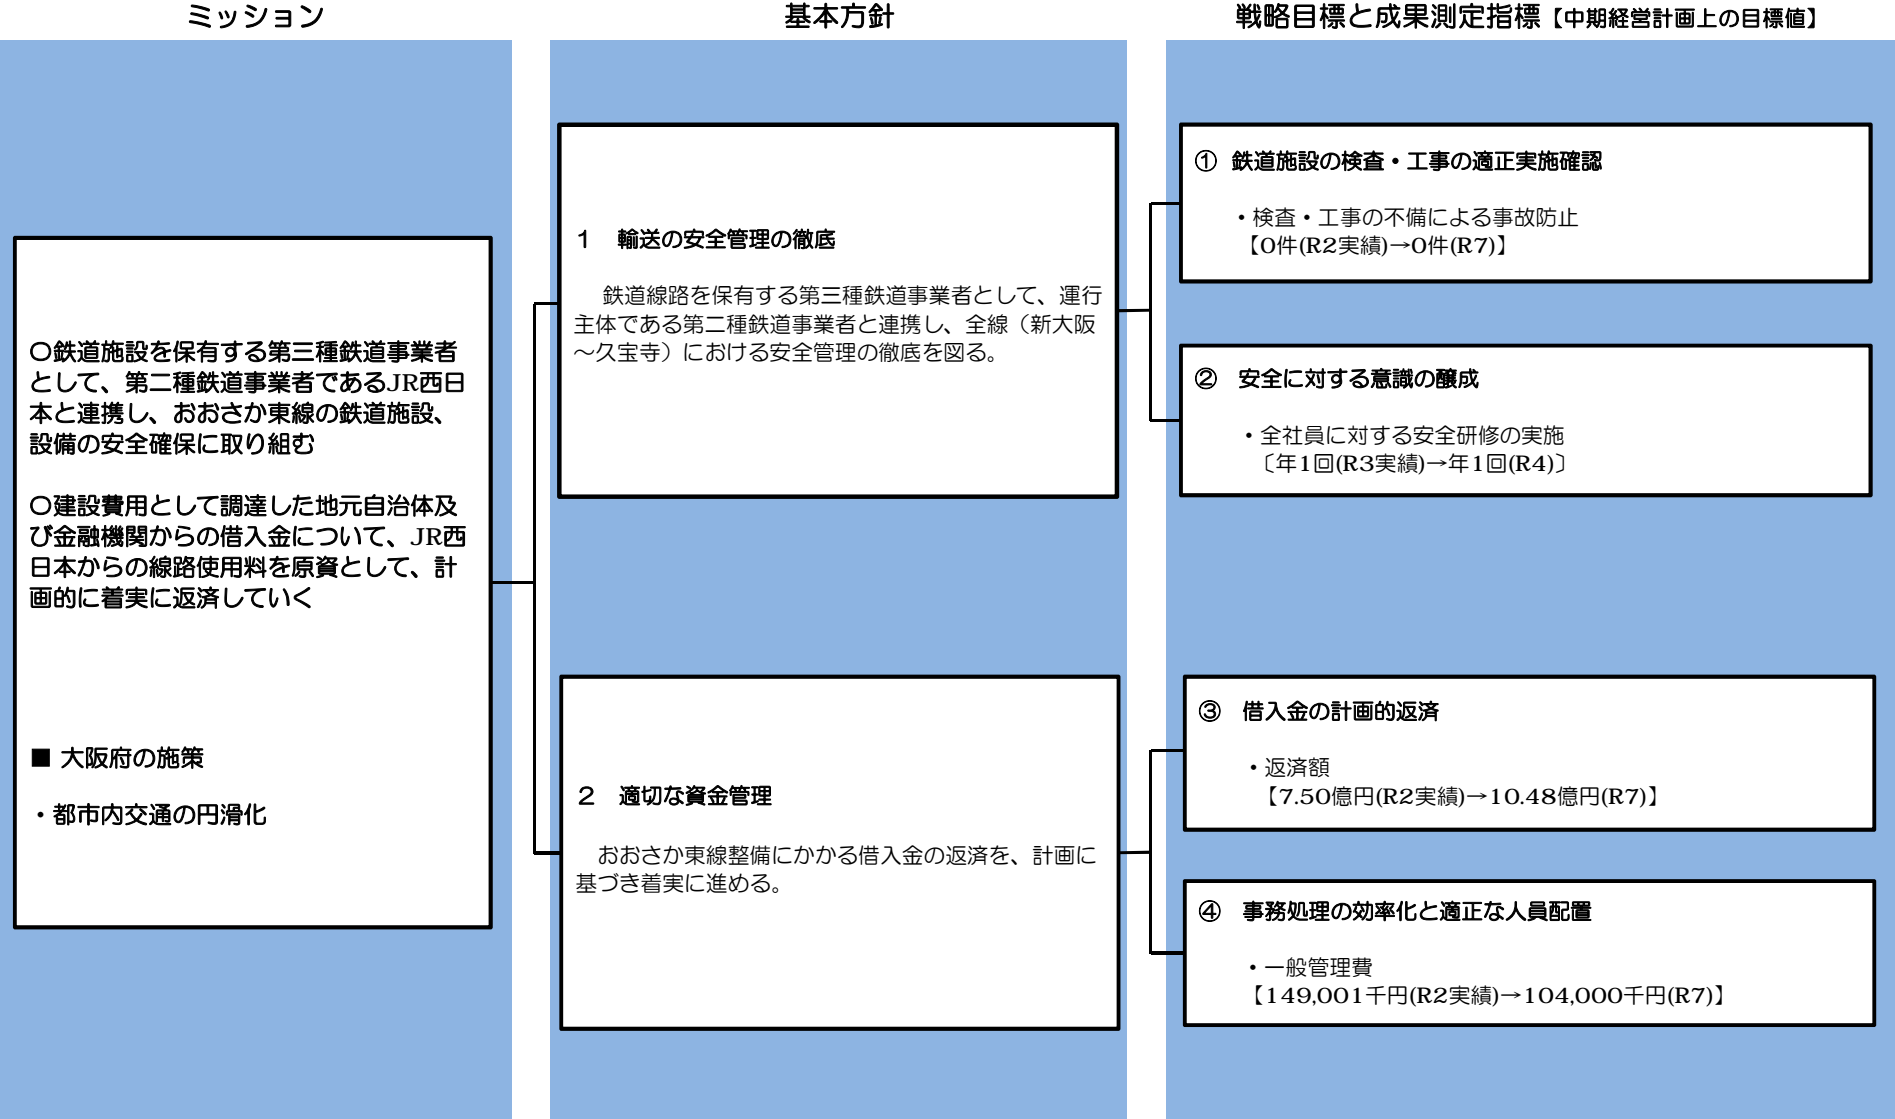 ミッション
〇鉄道施設を保有する第三種鉄道事業者
として、第二種鉄道事業者であるJR西日
本と連携し、おおさか東線の鉄道施設、
設備の安全確保に取り組む
〇建設費用として調達した地元自治体及
び金融機関からの借入金について、JR西
日本からの線路使用料を原資として、計
画的に着実に返済していく
■ 大阪府の施策
・都市内交通の円滑化
基本方針
１　輸送の安全管理の徹底
鉄道線路を保有する第三種鉄道事業者として、運行
主体である第二種鉄道事業者と連携し、全線（新大阪
～久宝寺）における安全管理の徹底を図る。
２　適切な資金管理
おおさか東線整備にかかる借入金の返済を、計画に
基づき着実に進める。
戦略目標と成果測定指標【中期経営計画上の目標値】
① 鉄道施設の検査・工事の適正実施確認
・検査・工事の不備による事故防止
【0件(R2実績)→0件(R7)】
②　安全に対する意識の醸成
・全社員に対する安全研修の実施
〔年1回(R3実績)→年1回(R4)〕
③　借入金の計画的返済
・返済額
【7.50億円(R2実績)→10.48億円(R7)】
④　事務処理の効率化と適正な人員配置
・一般管理費
【149,001千円(R2実績)→104,000千円(R7)】